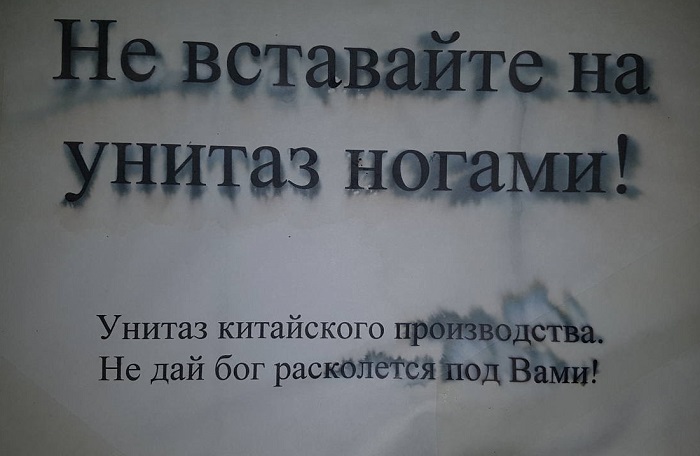 Не вставайте на
унитаз ногами!
Унитаз китайского производства.
Не дай бог расколется под Вами!